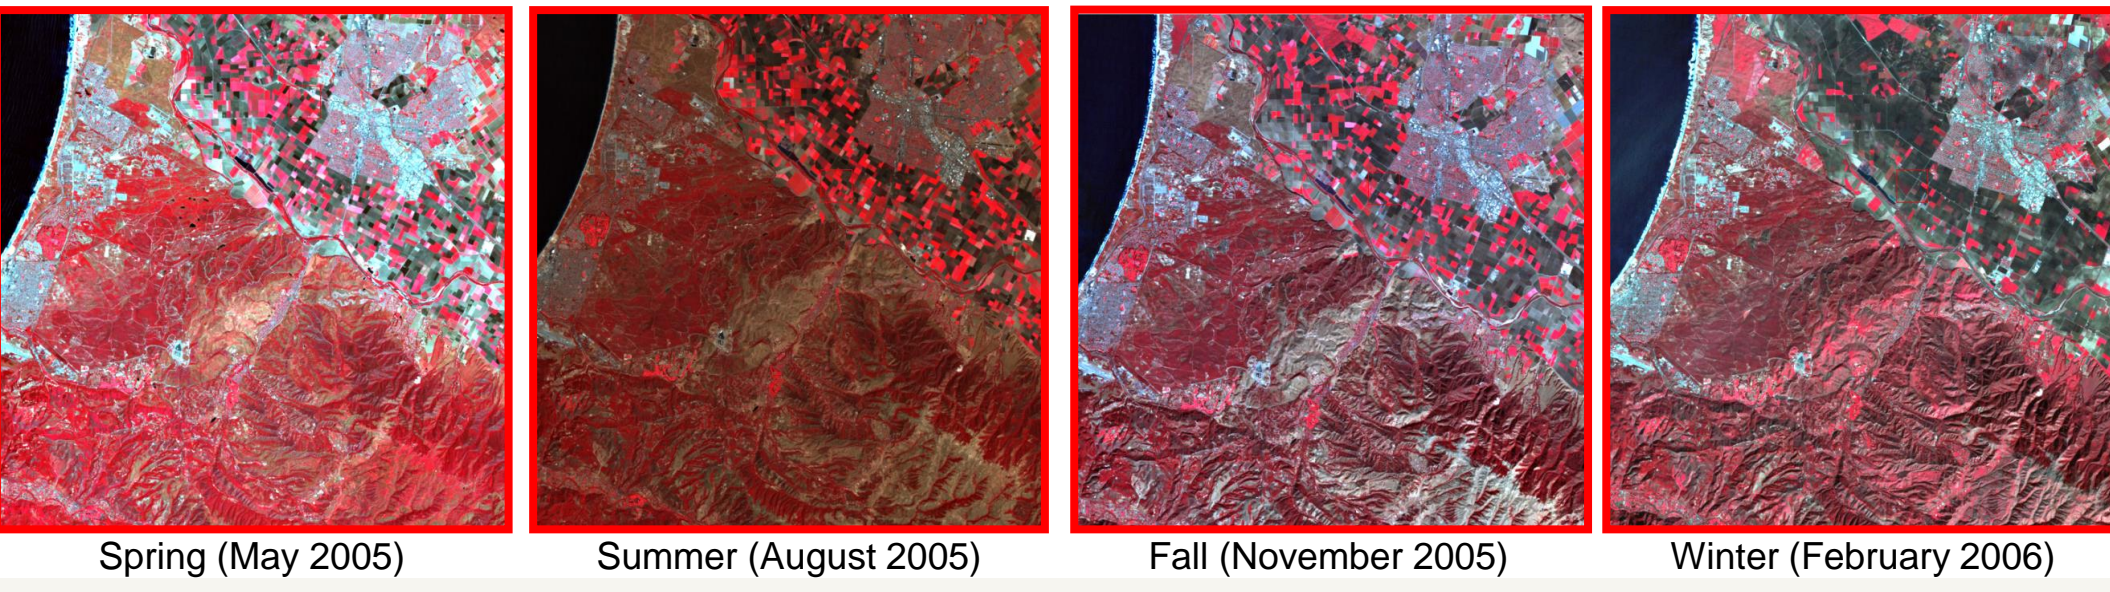 Spring (May 2005)
Summer (August 2005)
Fall (November 2005)
Winter (February 2006)